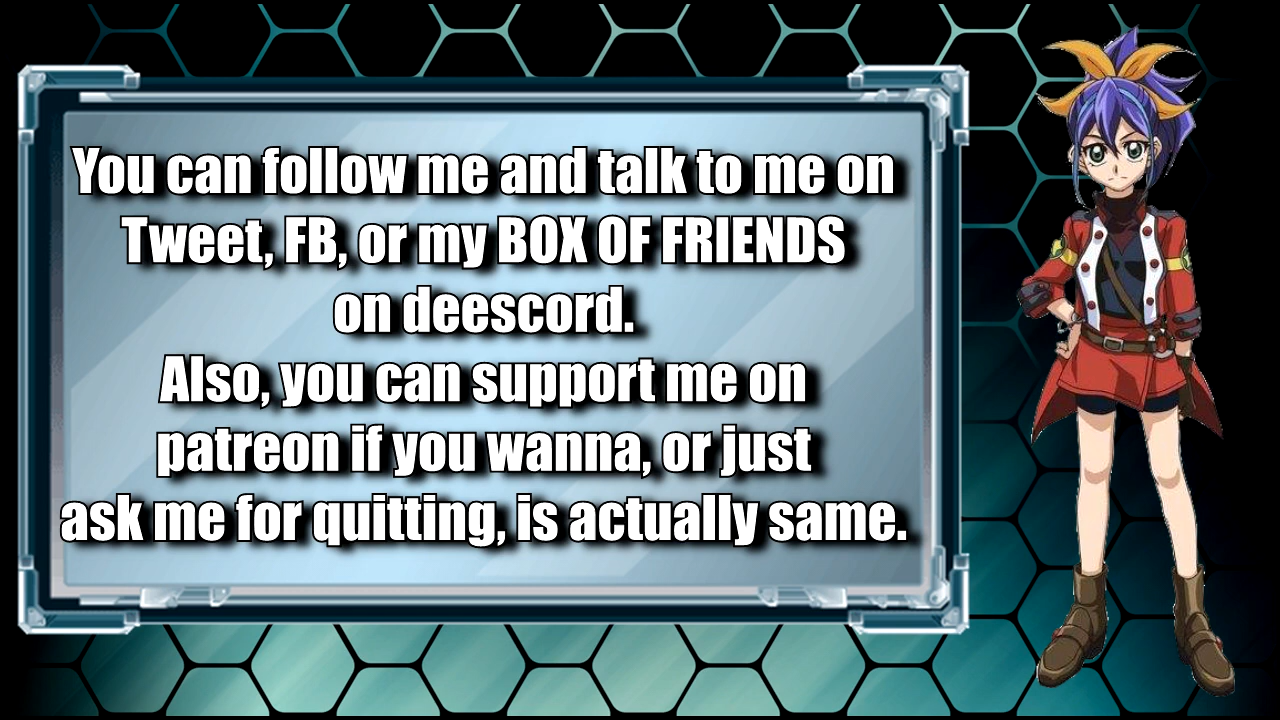 You can follow me and talk to me on
Tweet, FB, or my BOX OF FRIENDS
on deescord.
Also, you can support me on
patreon if you wanna, or just
ask me for quitting, is actually same.